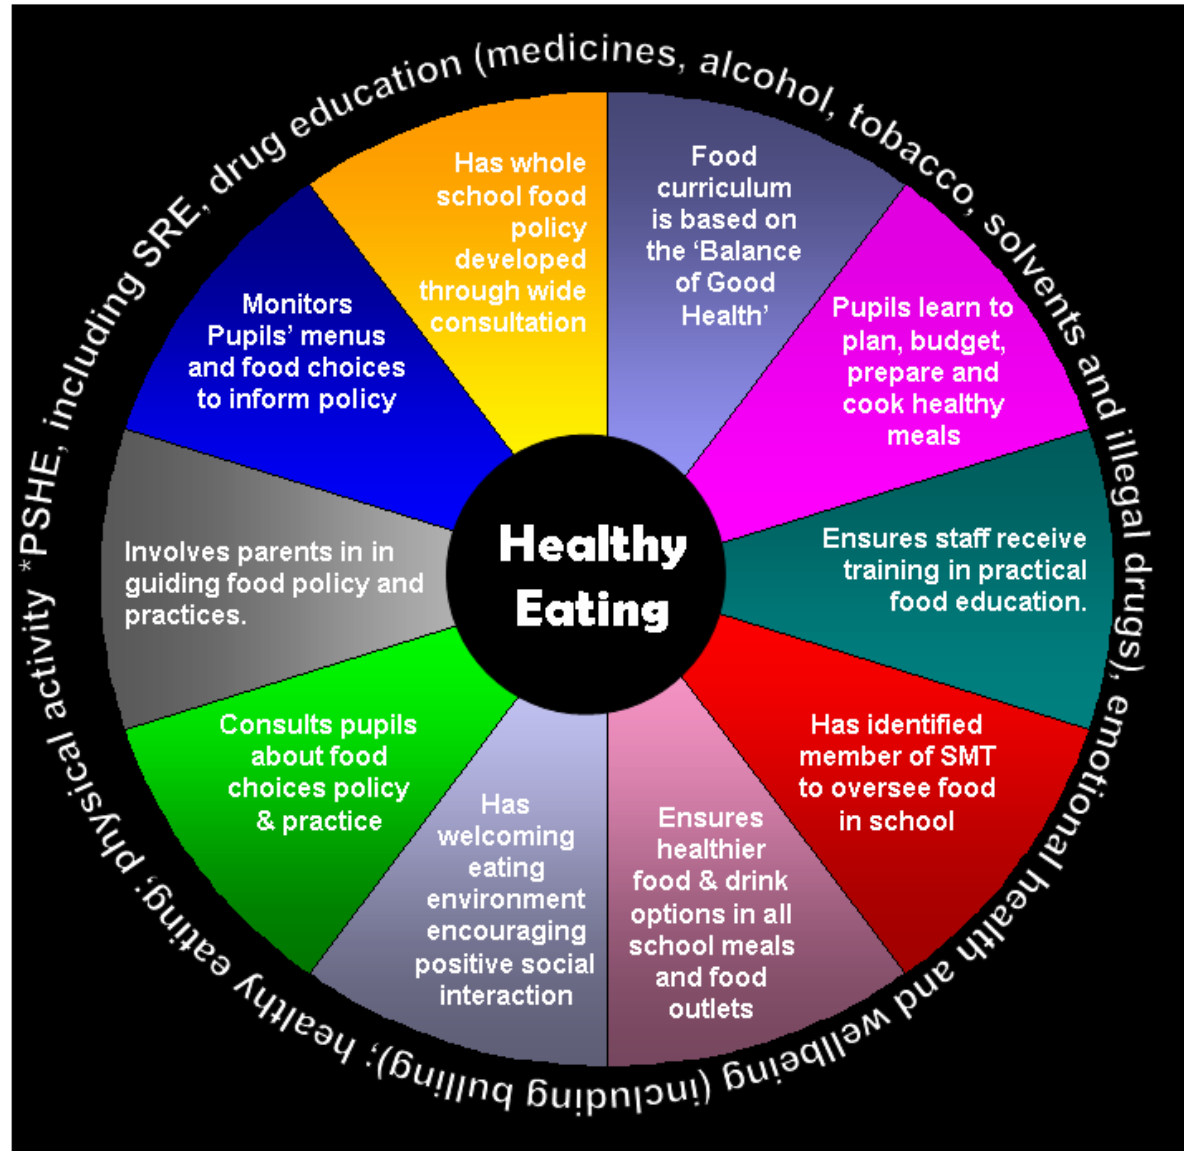 *PSHE, including SRE, drug education (medicines, alcohol, tobacco, solvents and illegal drugs), emotional health and wellbeing (including bulling); healthy eating; physical activity
Has whole
school food
policy
developed
through wide
consultation
Food
curriculum
is based on
the ‘Balance
of Good
Health’
Pupils learn to
plan, budget,
prepare and
cook healthy
meals
Ensures staff receive
training in practical
food education.
Has identified
member of SMT
to oversee food
in school
Ensures
healthier
food & drink
options in all
school meals
and food
outlets
Has
welcoming
eating
environment
encouraging
positive social
interaction
Consults pupils
about food
choices policy
& practice
Involves parents in in
guiding food policy and
practices.
Monitors
Pupils’ menus
and food choices
to inform policy
Healthy
Eating